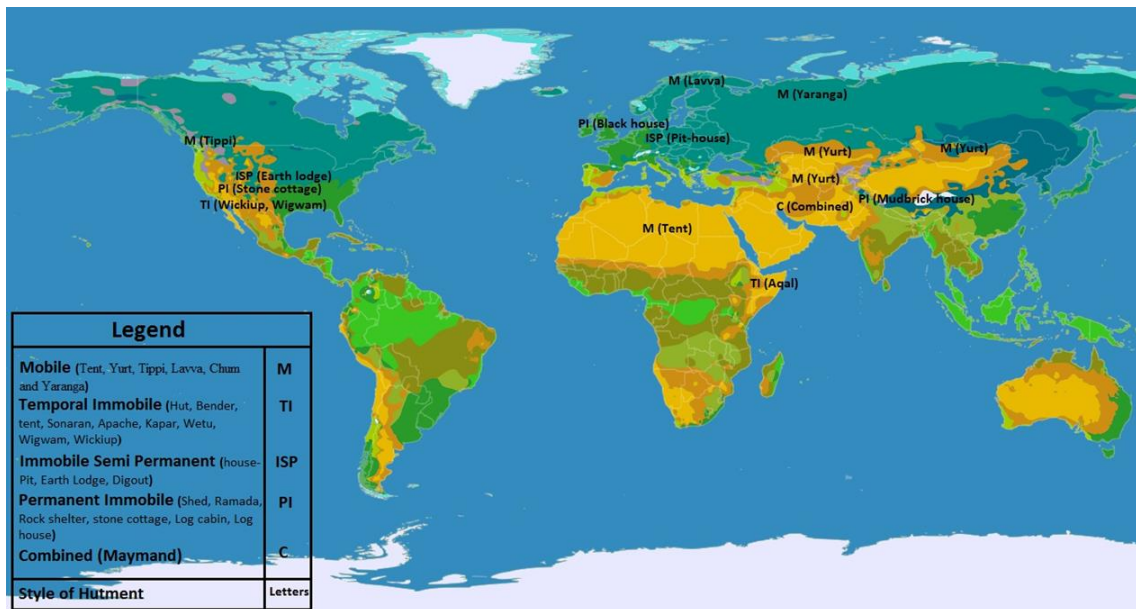 M (Lavva)
M (Yaranga)
PI (Black house)
ISP (Pit-house)
M (Tippi)
M (Yurt)
M (Yurt)
ISP (Earth lodge)
M (Yurt)
PI (Stone cottage)
PI (Mudbrick house)
TI (Wickiup, Wigwam)
C (Combined)
M (Tent)
TI (Aqal)
Legend
Mobile (Tent, Yurt, Tippi, Lavva, Chum
and Yaranga)
M
Temporal Immobile (Hut, Bender,
tent, Sonaran, Apache, Kapar, Wetu,
Wigwam, Wickiup)
TI
Immobile Semi Permanent (house-
Pit, Earth Lodge, Digout)
ISP
Permanent Immobile (Shed, Ramada,
Rock shelter, stone cottage, Log cabin, Log
house)
PI
Combined (Maymand)
C
Style of Hutment
Letters